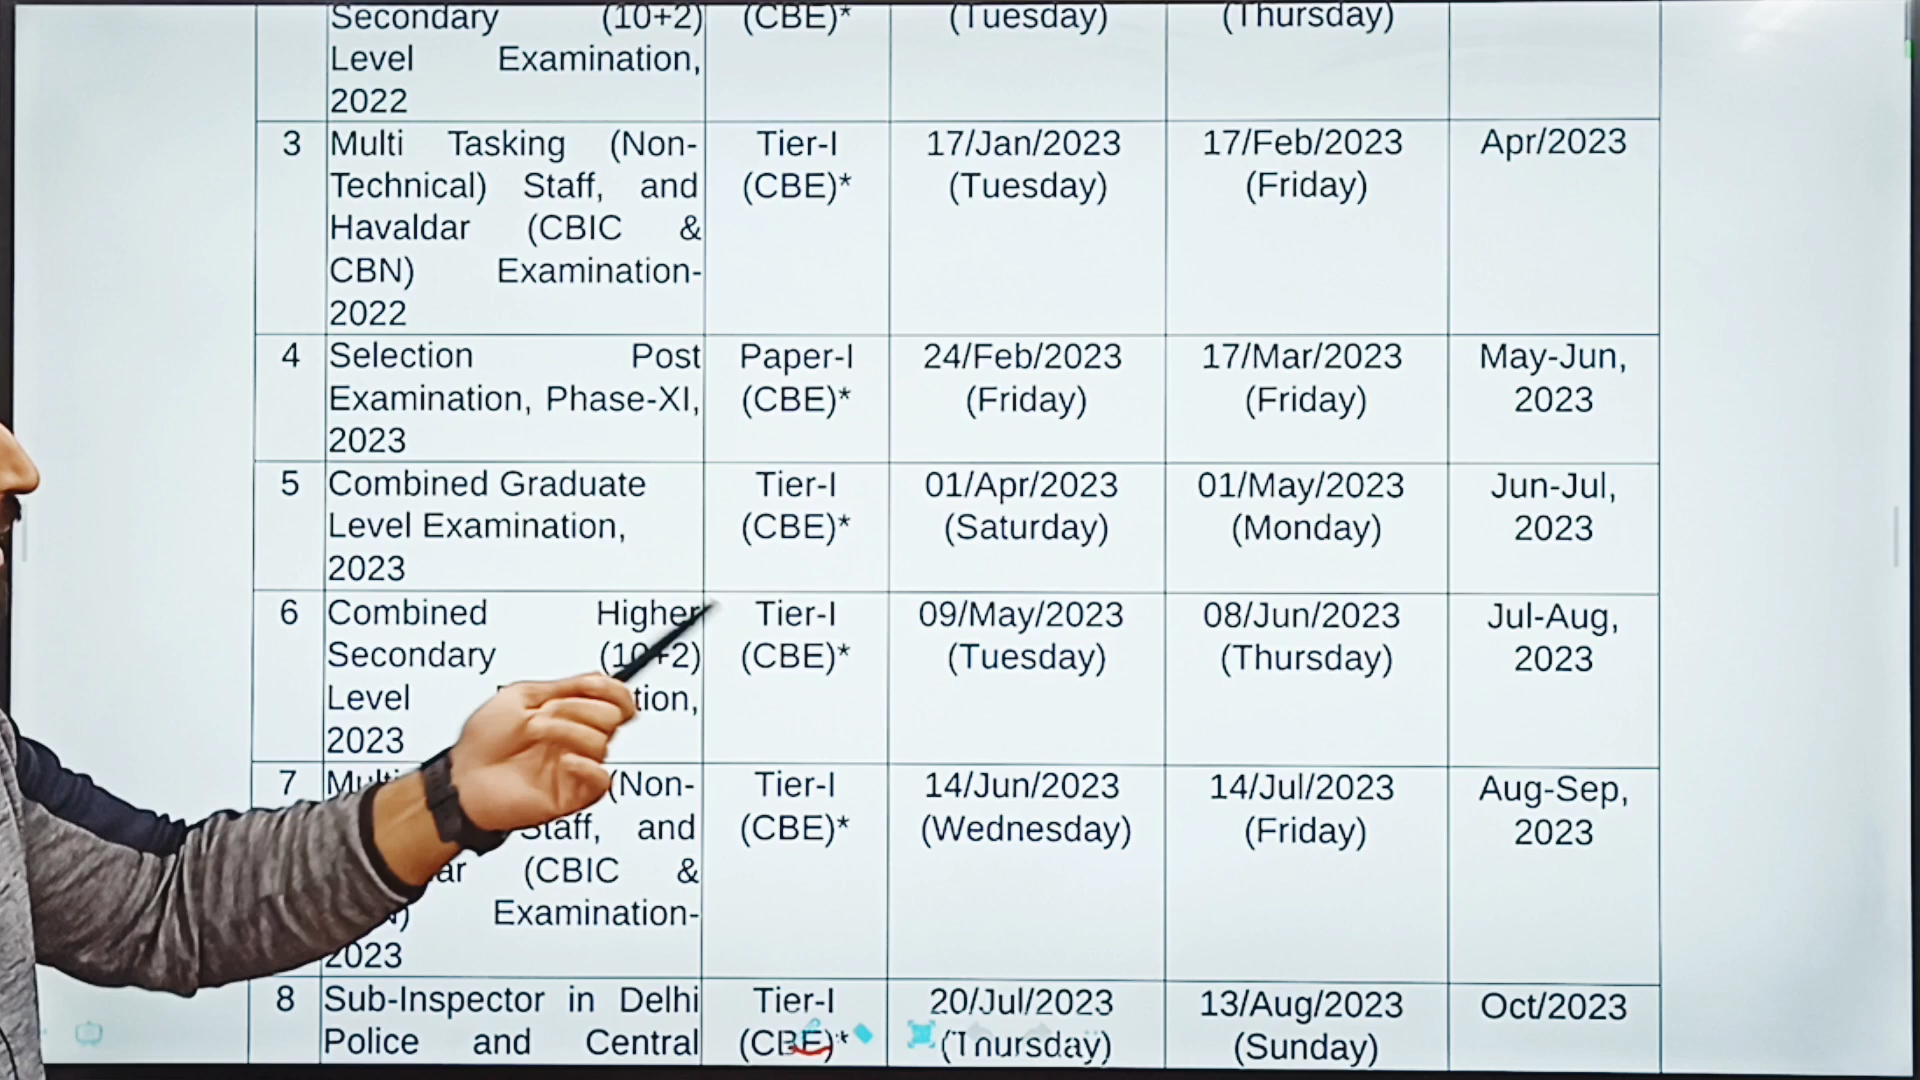 Secondary (10+2) (CBE)* (Tuesday) (Thursday)
Level Examination,
2022
3 Multi Tasking (Non- Tier-I 17/Jan/2023 17/Feb/2023 Apr/2023
Technical) Staff, and (CBE)* (Tuesday) (Friday)
Havaldar (CBIC &
CBN) Examination-
2022
4 Selection Post Paper-I 24/Feb/2023 17/Mar/2023 May-Jun,
Examination, Phase-XI, (CBE)* (Friday) (Friday) 2023
2023
5 Combined Graduate Tier-I 01/Apr/2023 01/May/2023 Jun-Jul,
Level Examination, (CBE)* (Saturday) (Monday) 2023
2023
6 Combined Higher Tier-I 09/May/2023 08/Jun/2023 Jul-Aug,
Secondary (10+2) (CBE)* (Tuesday) (Thursday) 2023
Level
2023
7 (Non- Tier-I 14/Jun/2023 14/Jul/2023 Aug-Sep,
Staff, and (CBE)* (Wednesday) (Friday) 2023
(CBIC &
Examination-
2023
8 Sub-Inspector in Delhi Tier-I 20/Jul/2023 13/Aug/2023 Oct/2023
Police and Central (CBE)* (Thursday) (Sunday)